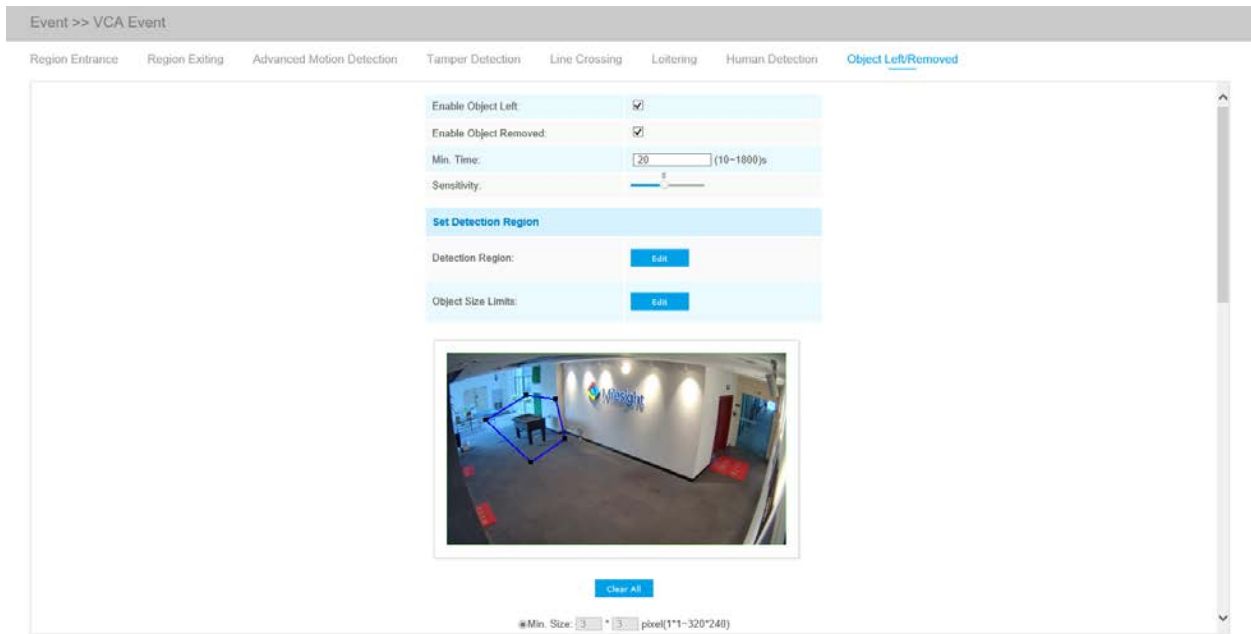 Event >> VCA Event
Region Entrance Region Exiting Advanced Motion Detection Tamper Detection Line Crossing Loitering Human Detection Object Left/Removed
Enable Object Left:
Enable Object Removed:
Min. Time: 20 (10~1800)s
Sensitivity:
Set Detection Region
Detection Region: Edit
Object Size Limits: Edit
Milesight
Clear All
Min. Size: 3 * 3 pixel(1*1~320*240)